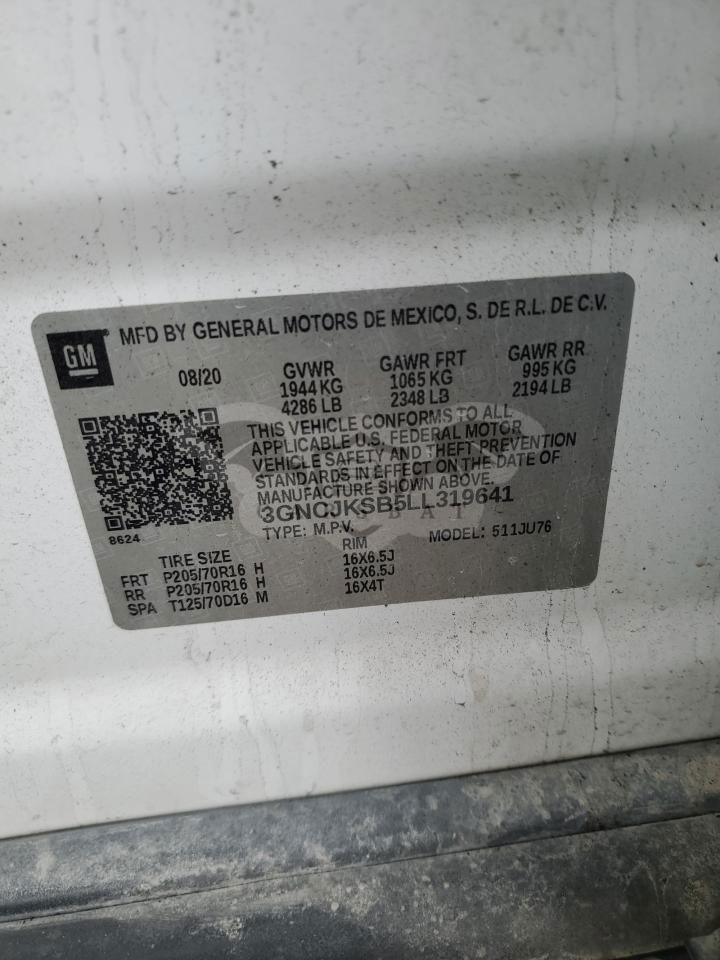 GM
MFD BY GENERAL MOTORS DE MEXICO, S. DE R.L. DE C.V.
08/20 GVWR GAWR FRT GAWR RR
1944 KG 1065 KG 995 KG
4286 LB 2348 LB 2194 LB
THIS VEHICLE CONFORMS TO ALL
APPLICABLE U.S. FEDERAL MOTOR
VEHICLE SAFETY AND THEFT PREVENTION
STANDARDS IN EFFECT ON THE DATE OF
MANUFACTURE SHOWN ABOVE.
3GNCJKSB5LL319641
8624
TYPE: M.P.V. MODEL: 511JU76
TIRE SIZE RIM
FRT P205/70R16 H 16X6.5J
RR P205/70R16 H 16X6.5J
SPA T125/70D16 M 16X4T